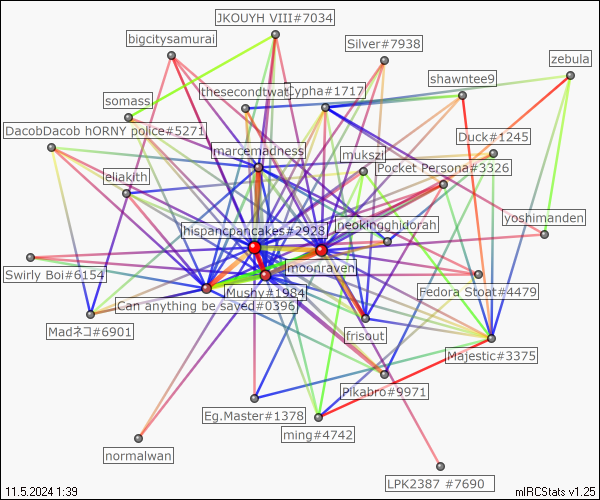 JKOUYH VIII#7034
bigcitysamurai
Silver#7938
zebula
shawntee9
thesecondtwat
Cypha#1717
somass
DacobDacob hORNY police#5271
Duck#1245
marcemadness
mukszi
Pocket Persona#3326
eliakith
yoshimanden
hispancpancakes#2928
neokingghidorah
moonraven
Swirly Boi#6154
Mushy#1984
Fedora Stoat#4479
Can anything be saved#0396
Madネコ#6901
frisout
Majestic#3375
Pikabro#9971
Eg.Master#1378
ming#4742
normalwan
LPK2387 #7690
11.5.2024 1:39
mIRCStats v1.25